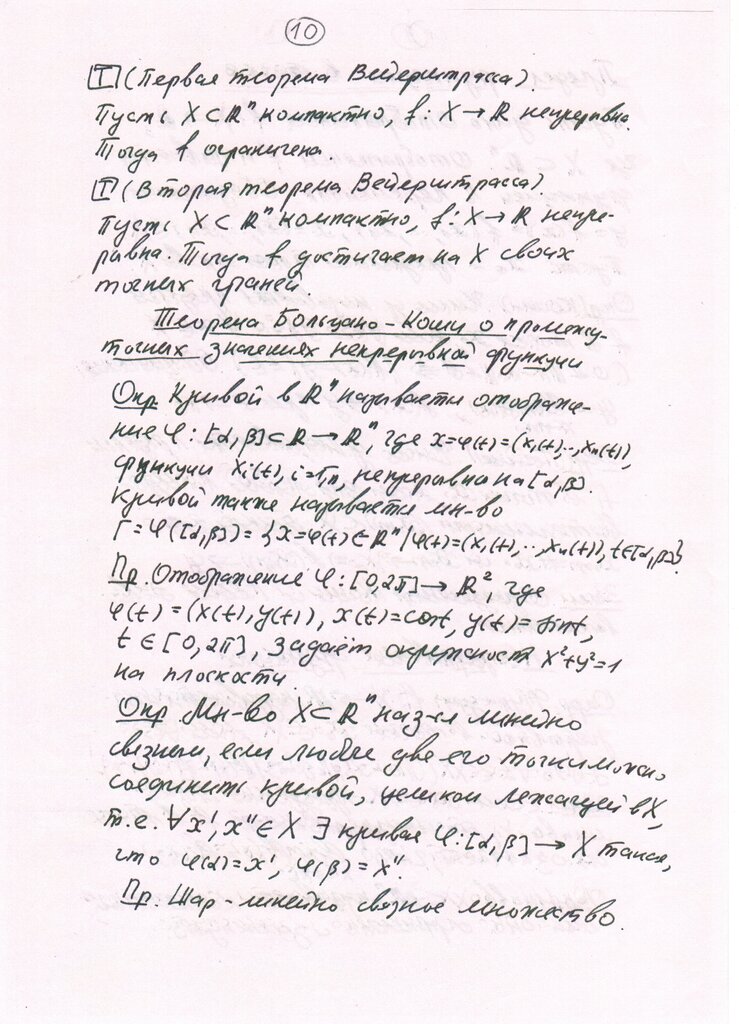 10
T (Первая теорема Вейерштрасса).
Пусть X ⊂ ℝⁿ компактно, f : X → ℝ непрерывна.
Тогда f ограничена.
T (Вторая теорема Вейерштрасса)
Пусть X ⊂ ℝⁿ компактно, f : X → ℝ непре-
рывна. Тогда f достигает на X своих
точных граней.
Теорема Больцано-Коши о промежу-
точных значениях непрерывной функции
Опр Кривой в ℝⁿ называется отображе-
ние φ : [α, β] ⊂ ℝ → ℝⁿ, где x=φ(t)=(x₁(t),..,xₙ(t)),
функции xᵢ(t), i=1,n, непрерывны на [α, β].
Кривой также называется мн-во
Γ=φ([α, β])= {x=φ(t)∈ℝⁿ | φ(t)=(x₁(t),..,xₙ(t)), t∈[α, β]}.
Пр. Отображение φ : [0, 2π] → ℝ², где
φ(t) = (x(t), y(t)), x(t)=cos t, y(t)=sin t,
t ∈ [0, 2π], задаёт окружность x²+y²=1
на плоскости.
Опр. Мн-во X ⊂ ℝⁿ наз-ся линейно
связным, если любые две его точки можно
соединить кривой, целиком лежащей в X,
т.е. ∀x', x" ∈ X ∃ кривая φ : [α, β] → X такая,
что φ(α)=x', φ(β)=x".
Пр. Шар - линейно связное множество.